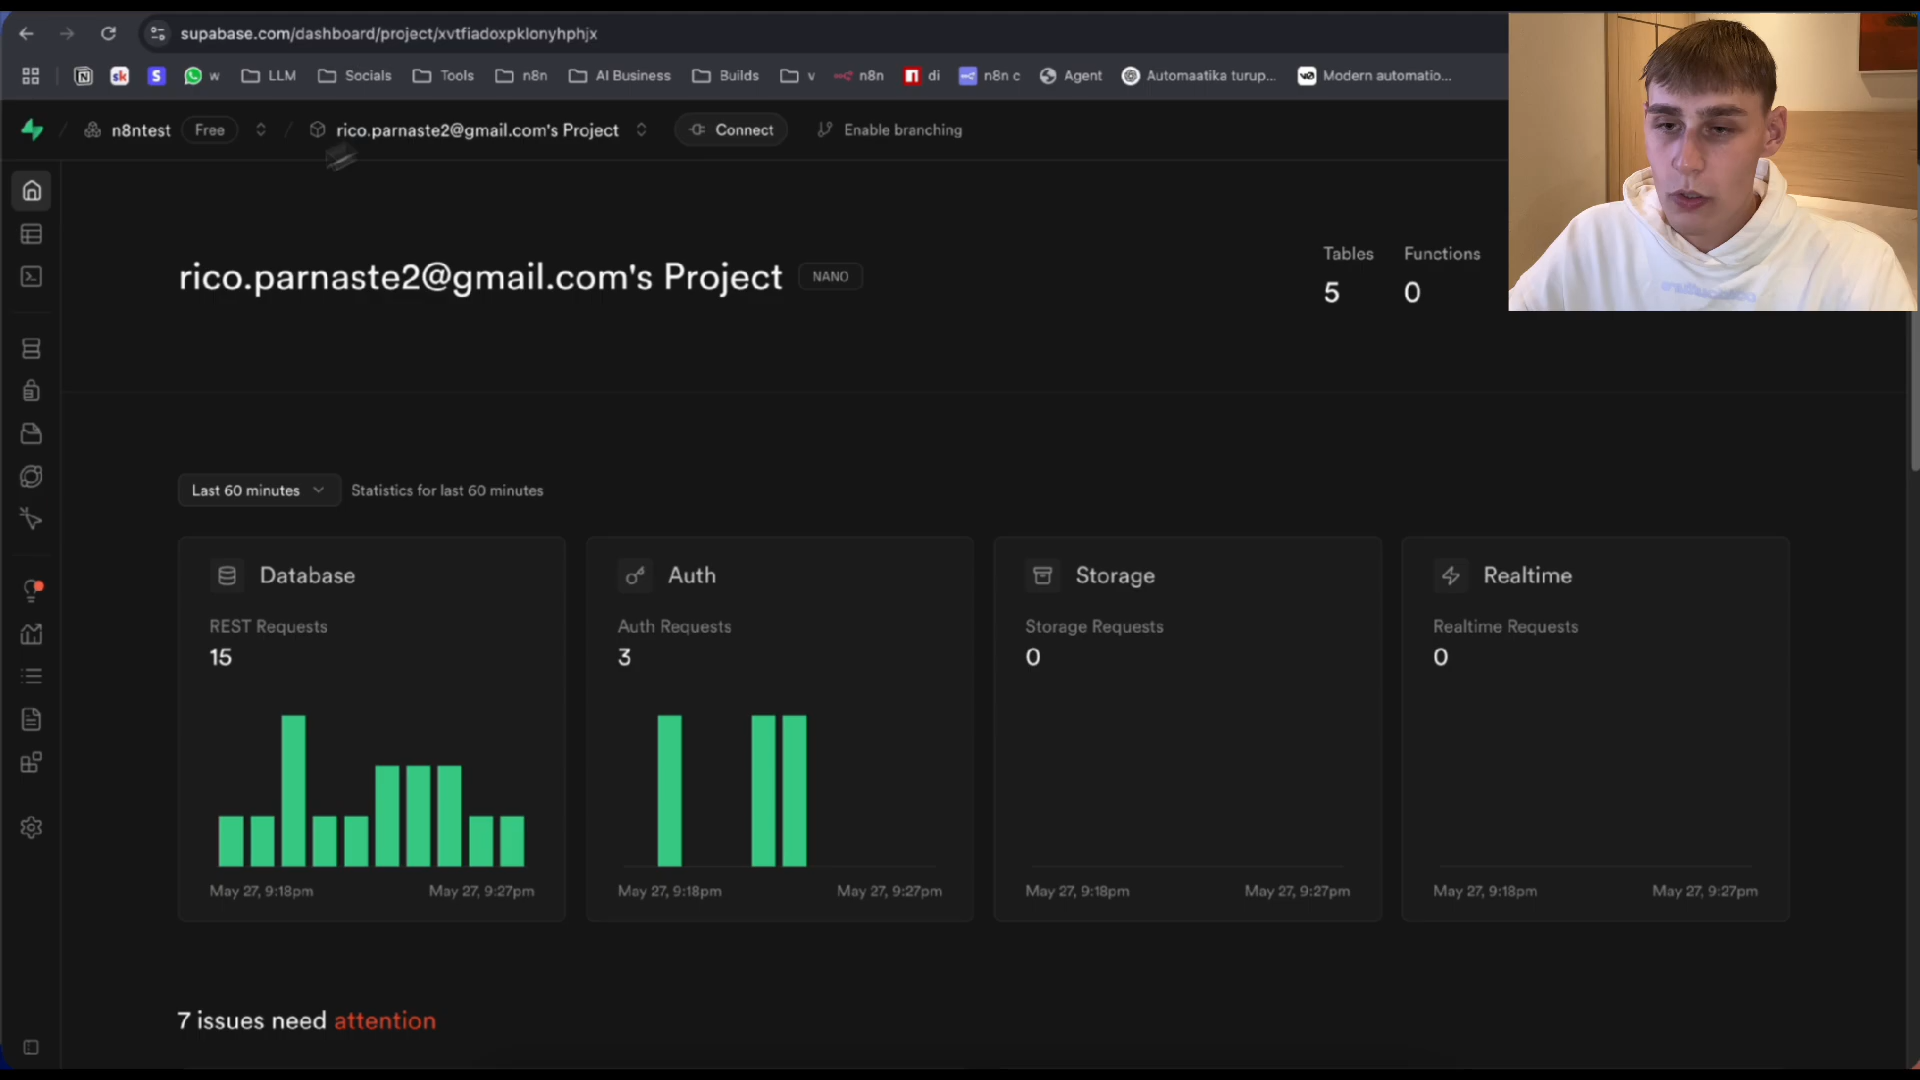 supabase.com/dashboard/project/xvtfiadoxpklonyhphjx
sk S w LLM Socials Tools n8n AI Business Builds v n8n di n8n c Agent Automaatika turup... Modern automatio...
n8ntest Free rico.parnaste2@gmail.com's Project Connect Enable branching
rico.parnaste2@gmail.com's Project NANO
Tables Functions
5 0
Last 60 minutes Statistics for last 60 minutes
Database Auth Storage Realtime
REST Requests Auth Requests Storage Requests Realtime Requests
15 3 0 0
May 27, 9:18pm May 27, 9:27pm May 27, 9:18pm May 27, 9:27pm May 27, 9:18pm May 27, 9:27pm May 27, 9:18pm May 27, 9:27pm
7 issues need attention